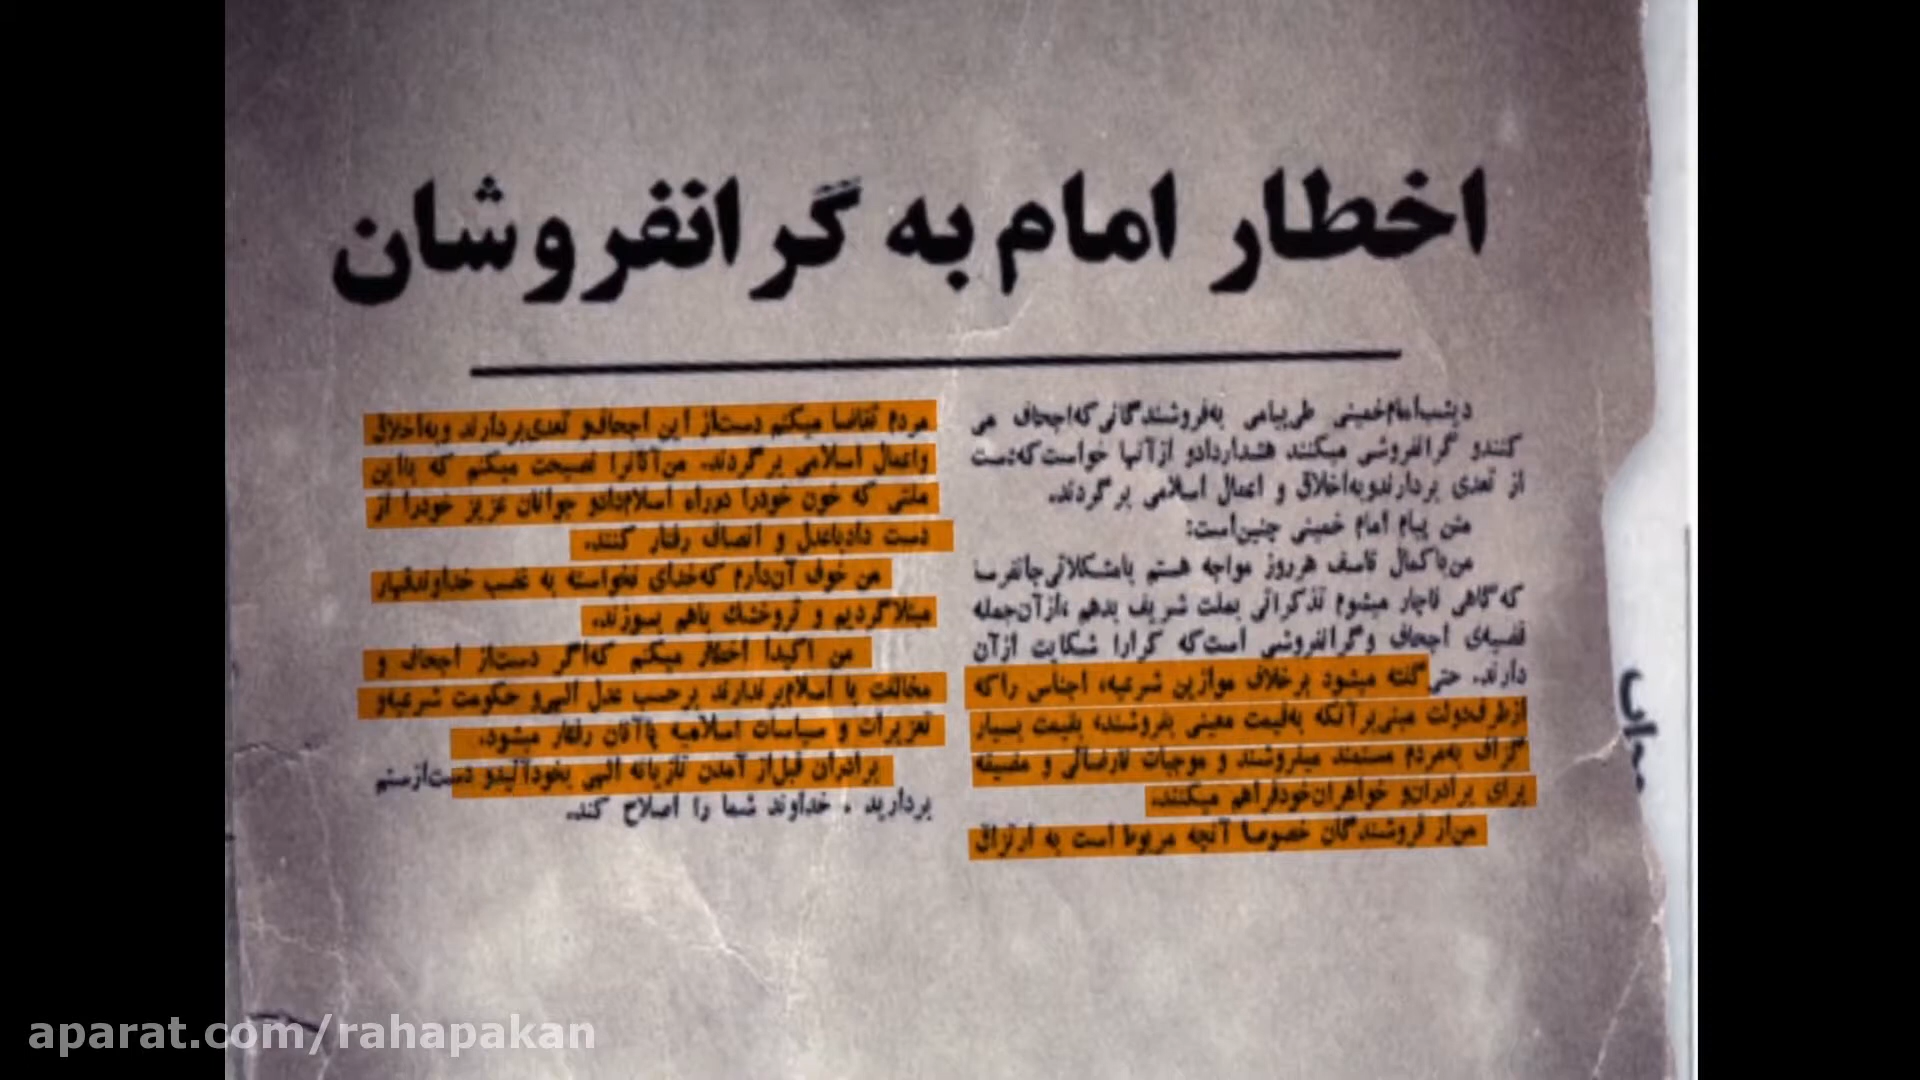 اخطار امام به گرانفروشان
دیشب امام خمینی طی پیامی به فروشندگانی که اجحاف می
کنند و گرانفروشی میکنند هشدار داد و از آنها خواست که دست
از تعدی بردارند و به اخلاق و اعمال اسلامی برگردند.
متن پیام امام خمینی چنین است:
من با کمال تاسف هر روز مواجه هستم با مشکلاتی جانفرسا
که گاهی ناچار میشوم تذکراتی بملت شریف بدهم ، از آن جمله
قضیه‌ی اجحاف و گرانفروشی است که کرارا شکایت از آن
دارند. حتی گفته میشود برخلاف موازین شرعیه، اجناس را که
از طرف دولت مبنی بر آنکه به قیمت معینی بفروشند، بقیمت بسیار
گزاف به مردم مستمند میفروشند و موجبات نارضائی و مضیقه
برای برادران و خواهران خود فراهم میکنند.
من از فروشندگان خصوصا آنچه مربوط است به ارتزاق
مردم تقاضا میکنم دست از این اجحاف و تعدی بردارند و به اخلاق
و اعمال اسلامی برگردند. من آنانرا نصیحت میکنم که با این
ملتی که خون خود را در راه اسلام داد و جوانان عزیز خود را از
دست داد با عدل و انصاف رفتار کنند.
من خوف آن دارم که خدای نخواسته به غضب خداوند قهار
مبتلا گردیم و تر و خشک باهم بسوزند.
من اکیدا اخطار میکنم که اگر دست از اجحاف و
مخالفت با اسلام برندارند برحسب عدل الهی و حکومت شرعیه و
تعزیرات و سیاسات اسلامیه با آنان رفتار میشود.
برادران قبل از آمدن تازیانه الهی بخود آئید و دست از ستم
بردارید . خداوند شما را اصلاح کند.
aparat.com/rahapakan